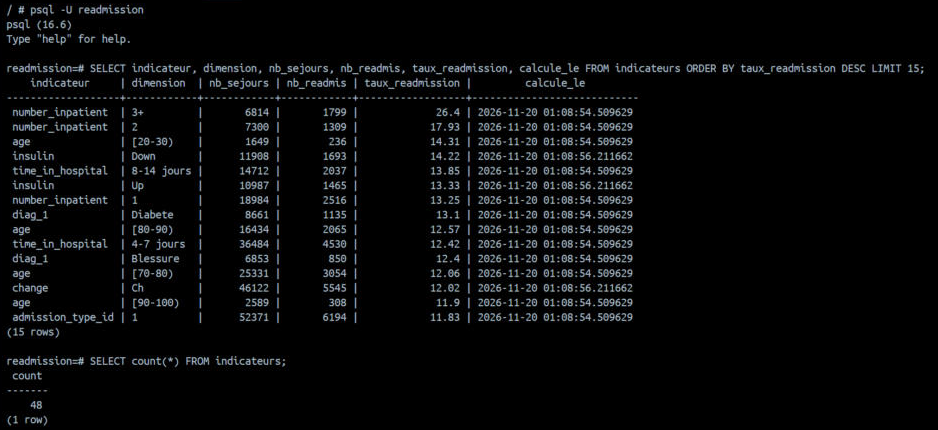 / # psql -U readmission
psql (16.6)
Type "help" for help.

readmission=# SELECT indicateur, dimension, nb_sejours, nb_readmis, taux_readmission, calcule_le FROM indicateurs ORDER BY taux_readmission DESC LIMIT 15;
    indicateur     | dimension  | nb_sejours | nb_readmis | taux_readmission |         calcule_le
-------------------+------------+------------+------------+------------------+----------------------------
 number_inpatient  | 3+         |       6814 |       1799 |             26.4 | 2026-11-20 01:08:54.509629
 number_inpatient  | 2          |       7300 |       1309 |            17.93 | 2026-11-20 01:08:54.509629
 age               | [20-30)    |       1649 |        236 |            14.31 | 2026-11-20 01:08:54.509629
 insulin           | Down       |      11908 |       1693 |            14.22 | 2026-11-20 01:08:56.211662
 time_in_hospital  | 8-14 jours |      14712 |       2037 |            13.85 | 2026-11-20 01:08:54.509629
 insulin           | Up         |      10987 |       1465 |            13.33 | 2026-11-20 01:08:56.211662
 number_inpatient  | 1          |      18984 |       2516 |            13.25 | 2026-11-20 01:08:54.509629
 diag_1            | Diabete    |       8661 |       1135 |             13.1 | 2026-11-20 01:08:54.509629
 age               | [80-90)    |      16434 |       2065 |            12.57 | 2026-11-20 01:08:54.509629
 time_in_hospital  | 4-7 jours  |      36484 |       4530 |            12.42 | 2026-11-20 01:08:54.509629
 diag_1            | Blessure   |       6853 |        850 |             12.4 | 2026-11-20 01:08:54.509629
 age               | [70-80)    |      25331 |       3054 |            12.06 | 2026-11-20 01:08:54.509629
 change            | Ch         |      46122 |       5545 |            12.02 | 2026-11-20 01:08:56.211662
 age               | [90-100)   |       2589 |        308 |             11.9 | 2026-11-20 01:08:54.509629
 admission_type_id | 1          |      52371 |       6194 |            11.83 | 2026-11-20 01:08:54.509629
(15 rows)

readmission=# SELECT count(*) FROM indicateurs;
 count
-------
    48
(1 row)